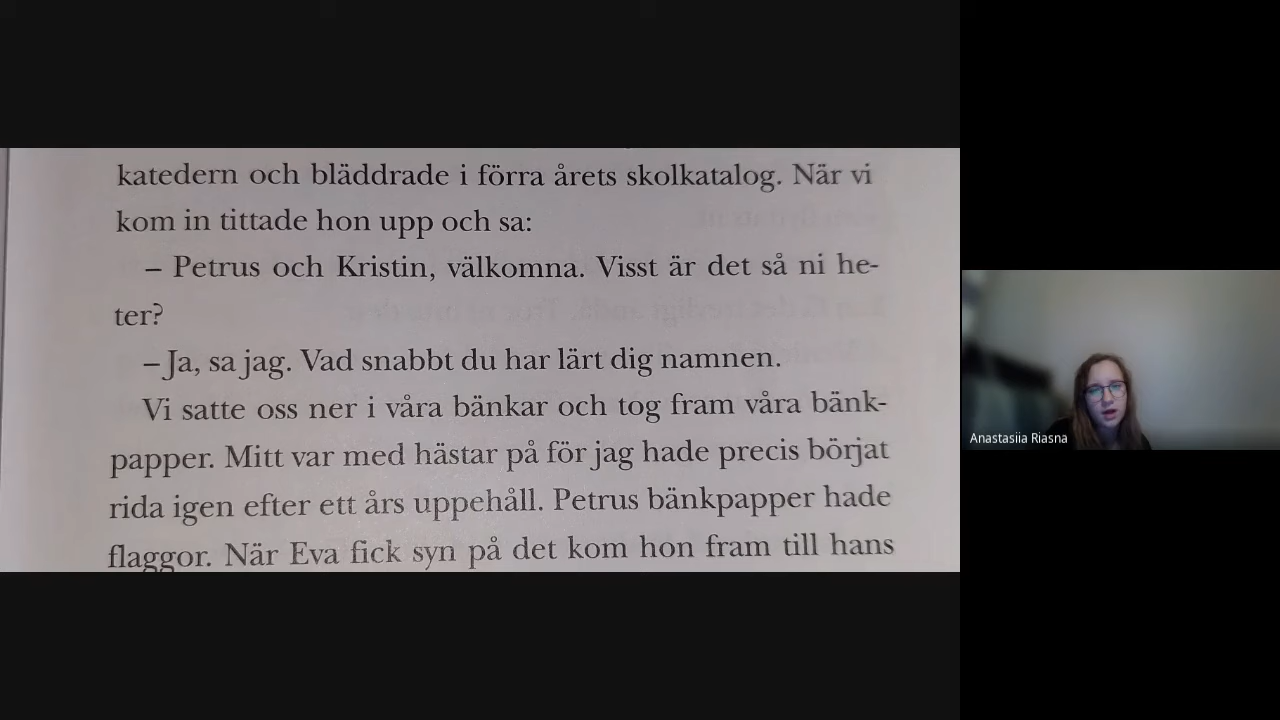 katedern och bläddrade i förra årets skolkatalog. När vi
kom in tittade hon upp och sa:
– Petrus och Kristin, välkomna. Visst är det så ni he-
ter?
– Ja, sa jag. Vad snabbt du har lärt dig namnen.
Vi satte oss ner i våra bänkar och tog fram våra bänk-
papper. Mitt var med hästar på för jag hade precis börjat
rida igen efter ett års uppehåll. Petrus bänkpapper hade
flaggor. När Eva fick syn på det kom hon fram till hans
Anastasiia Riasna